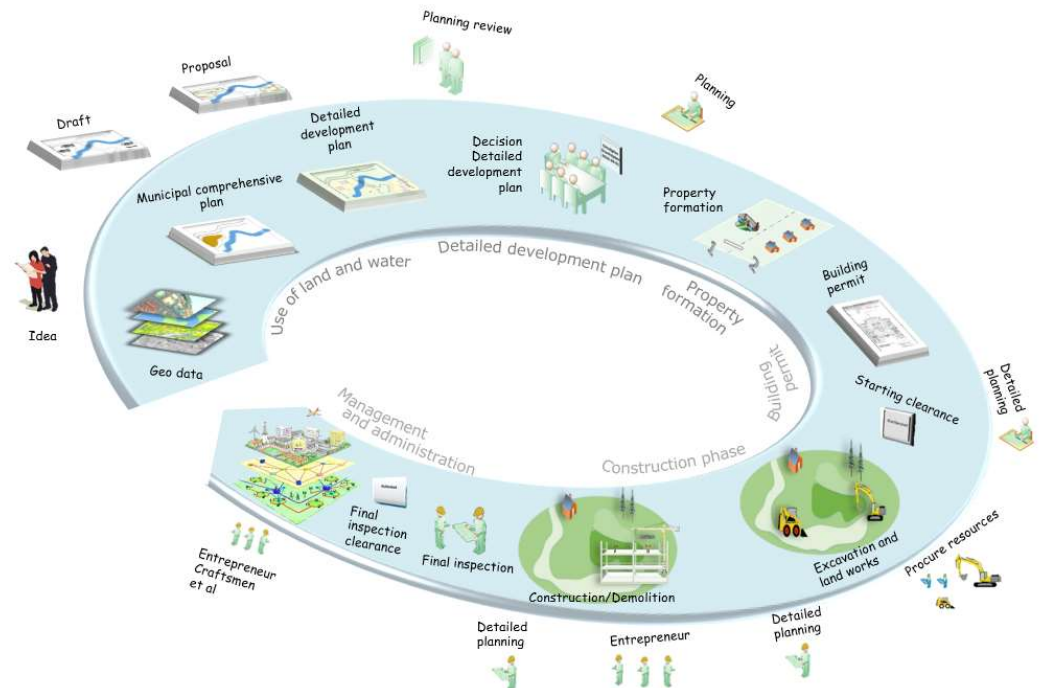 Planning review
Proposal
Draft
Planning
Detailed
development
plan
Decision
Detailed
development
plan
Municipal comprehensive
plan
Property
formation
Idea
Geo data
Use of land and water
Detailed development plan
Property
formation
Building
permit
Building
permit
Starting clearance
Detailed
planning
Management
and administration
Construction phase
Final
inspection
clearance
Final inspection
Construction/Demolition
Excavation and
land works
Procure resources
Entrepreneur
Craftsmen
et al
Detailed
planning
Entrepreneur
Detailed
planning